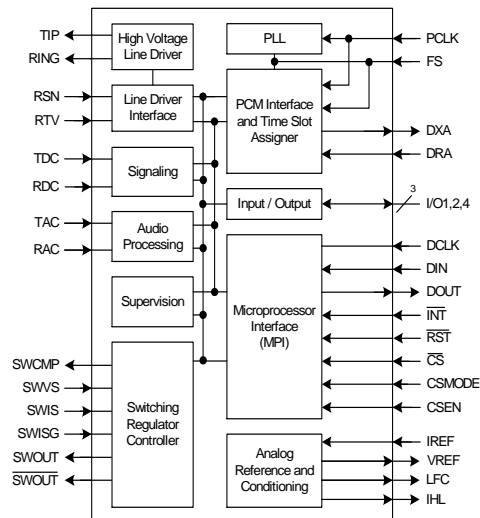 TIP
RING
RSN
RTV
TDC
RDC
TAC
RAC
SWCMP
SWVS
SWIS
SWISG
SWOUT
SWOUT
High Voltage
Line Driver
Line Driver
Interface
Signaling
Audio
Processing
Supervision
Switching
Regulator
Controller
PLL
PCM Interface
and Time Slot
Assigner
Input / Output
Microprocessor
Interface
(MPI)
Analog
Reference and
Conditioning
PCLK
FS
DXA
DRA
3
I/O1,2,4
DCLK
DIN
DOUT
INT
RST
CS
CSMODE
CSEN
IREF
VREF
LFC
IHL